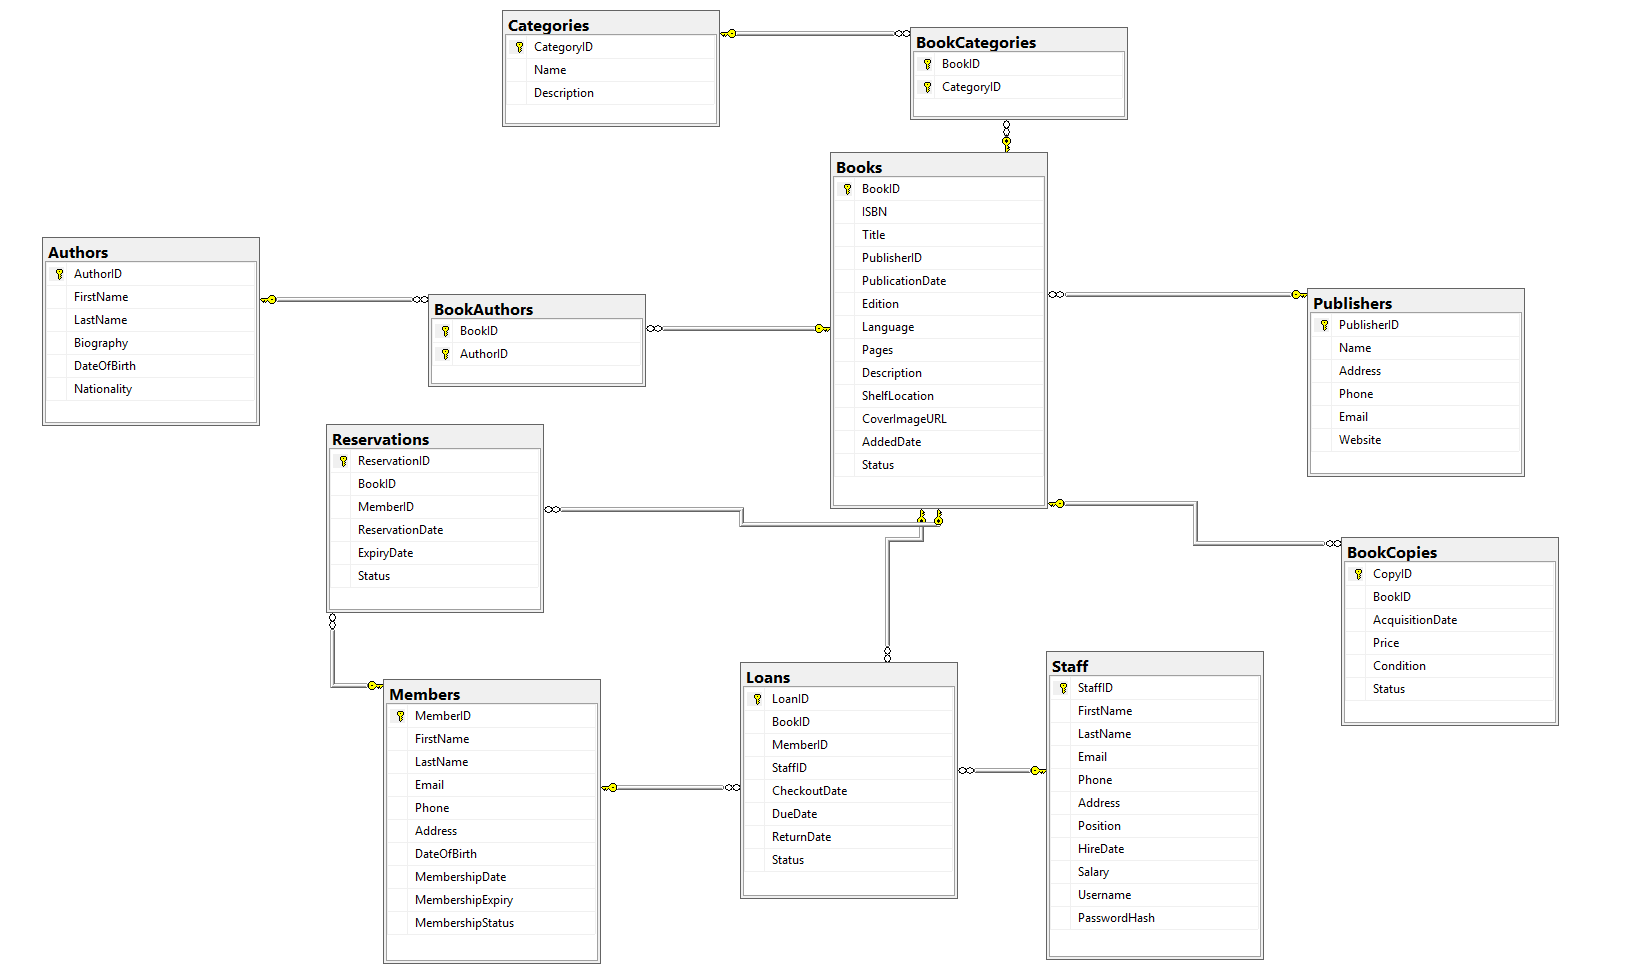 Categories
CategoryID
Name
Description
BookCategories
BookID
CategoryID
Books
BookID
ISBN
Title
PublisherID
PublicationDate
Edition
Language
Pages
Description
ShelfLocation
CoverImageURL
AddedDate
Status
Authors
AuthorID
FirstName
LastName
Biography
DateOfBirth
Nationality
BookAuthors
BookID
AuthorID
Publishers
PublisherID
Name
Address
Phone
Email
Website
Reservations
ReservationID
BookID
MemberID
ReservationDate
ExpiryDate
Status
BookCopies
CopyID
BookID
AcquisitionDate
Price
Condition
Status
Members
MemberID
FirstName
LastName
Email
Phone
Address
DateOfBirth
MembershipDate
MembershipExpiry
MembershipStatus
Loans
LoanID
BookID
MemberID
StaffID
CheckoutDate
DueDate
ReturnDate
Status
Staff
StaffID
FirstName
LastName
Email
Phone
Address
Position
HireDate
Salary
Username
PasswordHash